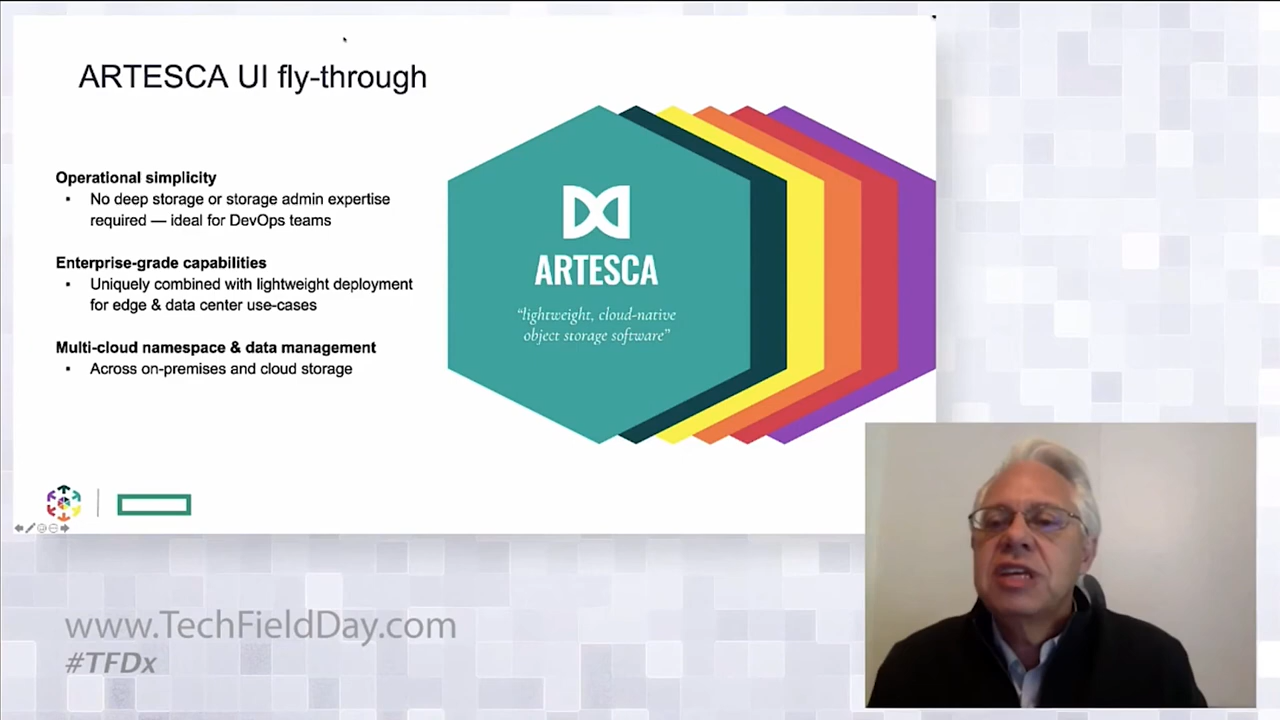 ARTESCA UI fly-through
Operational simplicity
▪ No deep storage or storage admin expertise
required — ideal for DevOps teams
Enterprise-grade capabilities
▪ Uniquely combined with lightweight deployment
for edge & data center use-cases
Multi-cloud namespace & data management
▪ Across on-premises and cloud storage
ARTESCA
“lightweight, cloud-native
object storage software”
www.TechFieldDay.com
#TFDx